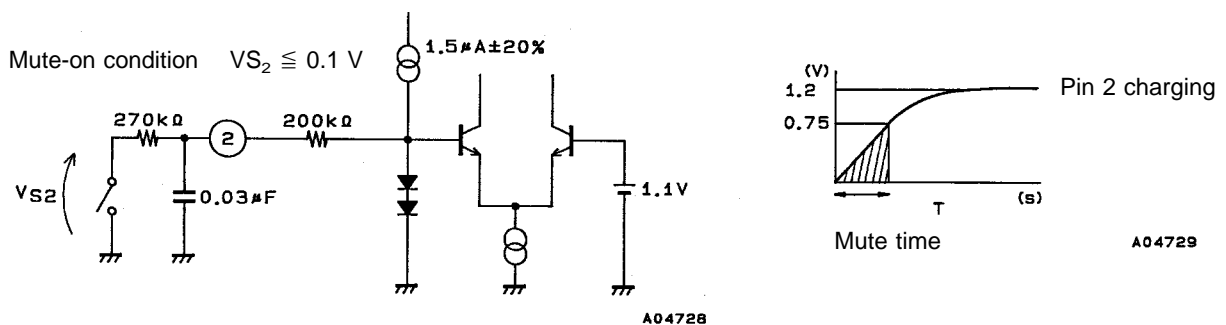 Mute-on condition VS₂ ≦ 0.1 V
1.5μA±20%
270kΩ
2
200kΩ
VS2
0.03μF
1.1V
A04728
(V)
1.2
Pin 2 charging
0.75
T
(s)
Mute time
A04729